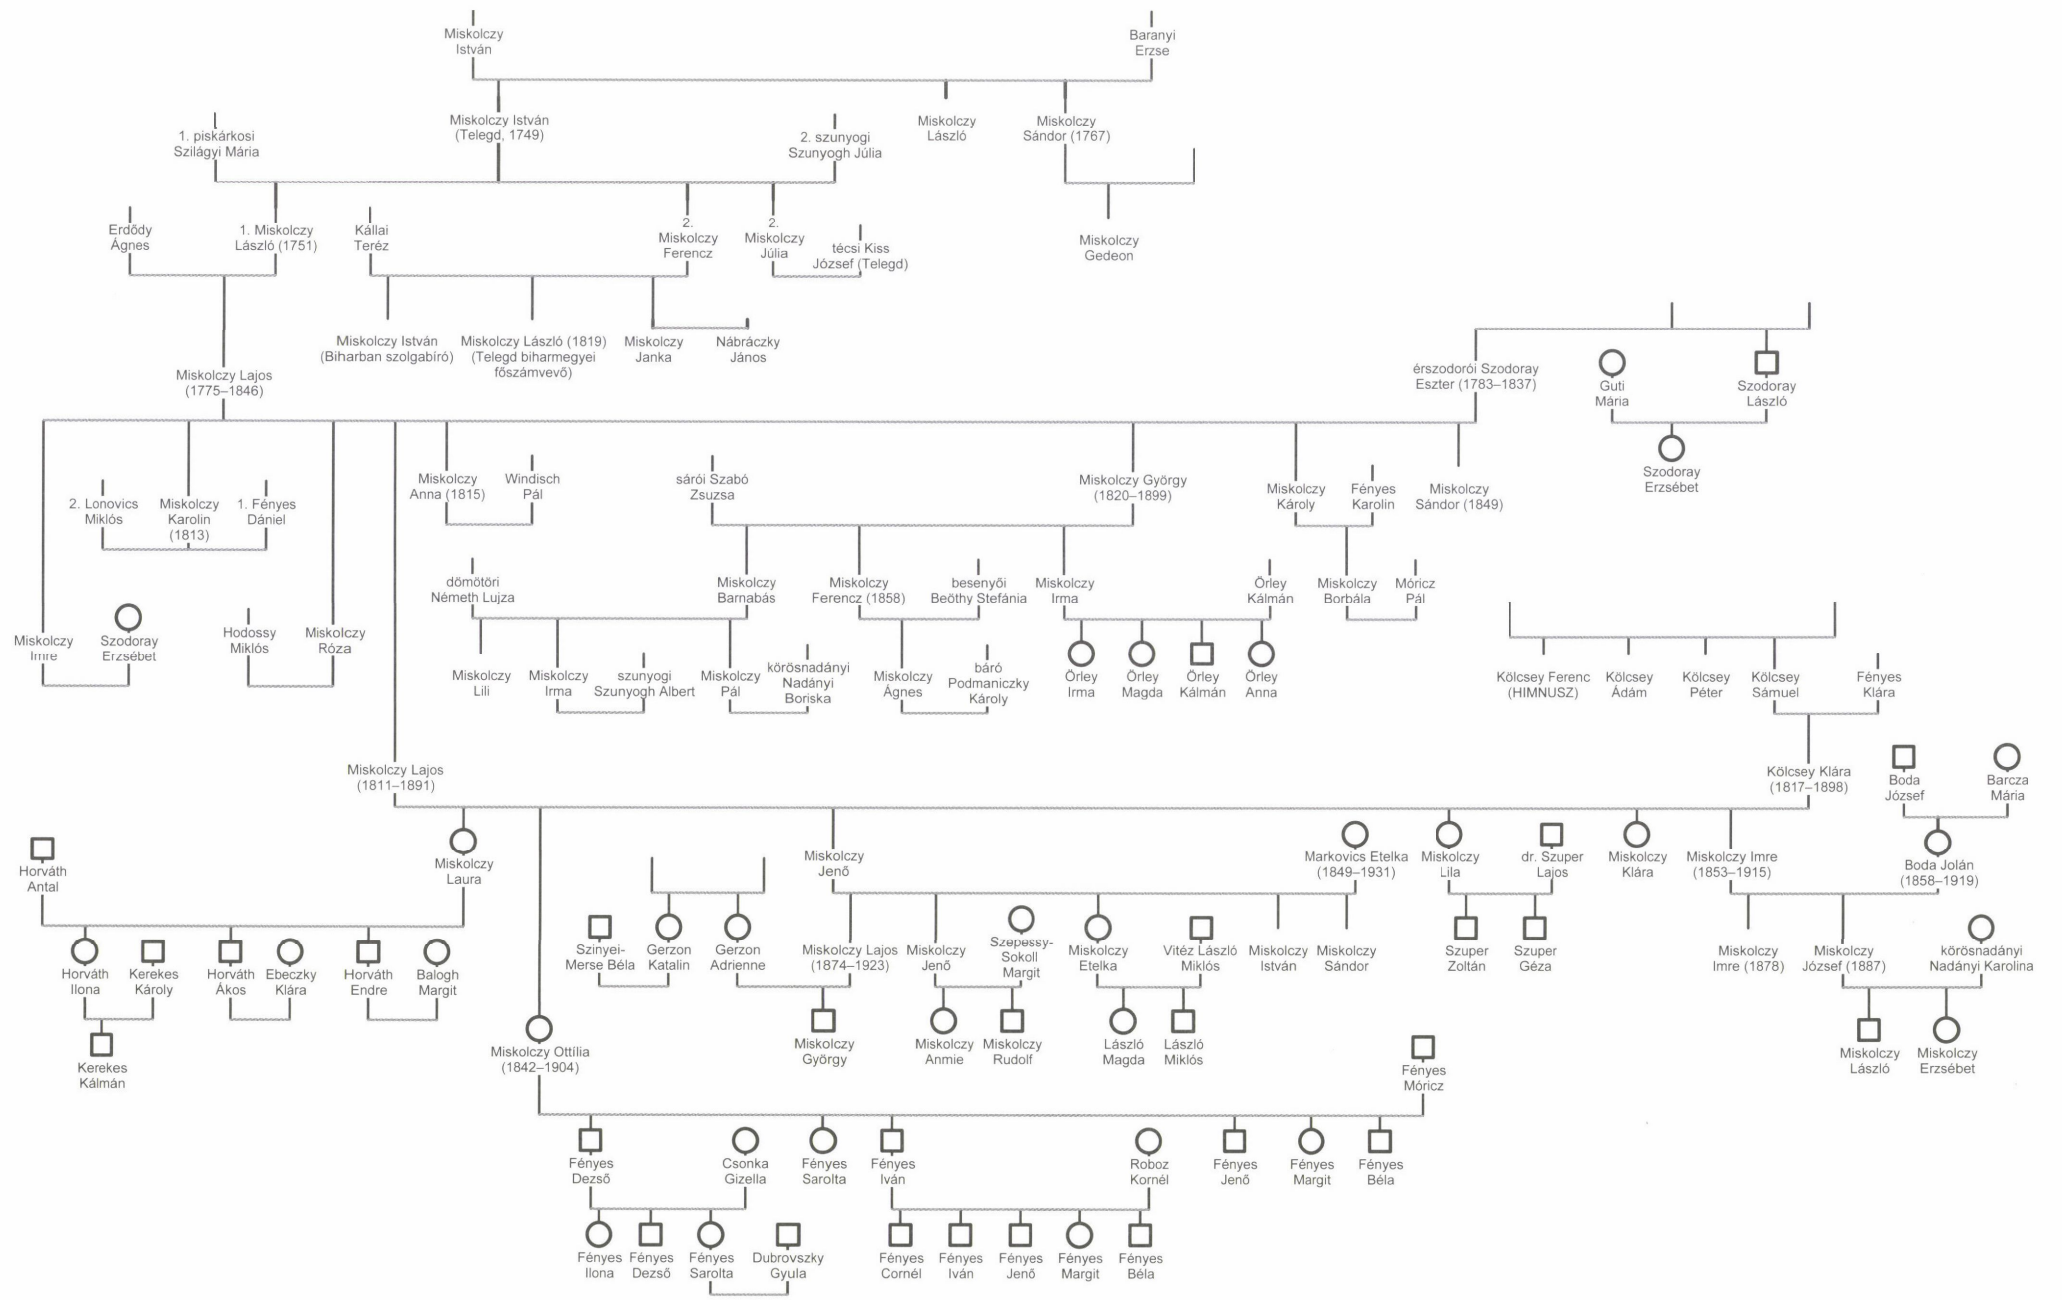 Miskolczy
István
Baranyi
Erzse
1. piskárkosi
Szilágyi Mária
Miskolczy István
(Telegd, 1749)
2. szunyogi
Szunyogh Júlia
Miskolczy
László
Miskolczy
Sándor (1767)
Erdődy
Ágnes
1. Miskolczy
László (1751)
Kállai
Teréz
2.
Miskolczy
Ferencz
2.
Miskolczy
Júlia
técsi Kiss
József (Telegd)
Miskolczy
Gedeon
Miskolczy István
(Biharban szolgabíró)
Miskolczy László (1819)
(Telegd biharmegyei
főszámvevő)
Miskolczy
Janka
Nábráczky
János
Miskolczy Lajos
(1775–1846)
érszodorói Szodoray
Eszter (1783–1837)
Guti
Mária
Szodoray
László
Szodoray
Erzsébet
2. Lonovics
Miklós
Miskolczy
Karolin
(1813)
1. Fényes
Dániel
Miskolczy
Anna (1815)
Windisch
Pál
sárói Szabó
Zsuzsa
Miskolczy György
(1820–1899)
Miskolczy
Károly
Fényes
Karolin
Miskolczy
Sándor (1849)
Miskolczy
Imre
Szodoray
Erzsébet
Hodossy
Miklós
Miskolczy
Róza
dömötöri
Németh Lujza
Miskolczy
Barnabás
Miskolczy
Ferencz (1858)
besenyői
Beöthy Stefánia
Miskolczy
Irma
Örley
Kálmán
Miskolczy
Borbála
Móricz
Pál
Miskolczy
Lili
Miskolczy
Irma
szunyogi
Szunyogh Albert
Miskolczy
Pál
körösnadányi
Nadányi
Boriska
Miskolczy
Ágnes
báró
Podmaniczky
Károly
Örley
Irma
Örley
Magda
Örley
Kálmán
Örley
Anna
Kölcsey Ferenc
(HIMNUSZ)
Kölcsey
Ádám
Kölcsey
Péter
Kölcsey
Sámuel
Fényes
Klára
Miskolczy Lajos
(1811–1891)
Kölcsey Klára
(1817–1898)
Boda
József
Barcza
Mária
Horváth
Antal
Miskolczy
Laura
Miskolczy
Jenő
Markovics Etelka
(1849–1931)
Miskolczy
Lila
dr. Szuper
Lajos
Miskolczy
Klára
Miskolczy Imre
(1853–1915)
Boda Jolán
(1858–1919)
Horváth
Ilona
Kerekes
Károly
Horváth
Ákos
Ebeczky
Klára
Horváth
Endre
Balogh
Margit
Szinyei-
Merse Béla
Gerzon
Katalin
Gerzon
Adrienne
Miskolczy Lajos
(1874–1923)
Miskolczy
Jenő
Szepessy-
Sokoll
Margit
Miskolczy
Etelka
Vitéz László
Miklós
Miskolczy
István
Miskolczy
Sándor
Szuper
Zoltán
Szuper
Géza
Miskolczy
Imre (1878)
Miskolczy
József (1887)
körösnadányi
Nadányi Karolina
Kerekes
Kálmán
Miskolczy Ottília
(1842–1904)
Miskolczy
György
Miskolczy
Anmie
Miskolczy
Rudolf
László
Magda
László
Miklós
Fényes
Móricz
Miskolczy
László
Miskolczy
Erzsébet
Fényes
Dezső
Csonka
Gizella
Fényes
Sarolta
Fényes
Iván
Roboz
Kornél
Fényes
Jenő
Fényes
Margit
Fényes
Béla
Fényes
Ilona
Fényes
Dezső
Fényes
Sarolta
Dubrovszky
Gyula
Fényes
Cornél
Fényes
Iván
Fényes
Jenő
Fényes
Margit
Fényes
Béla